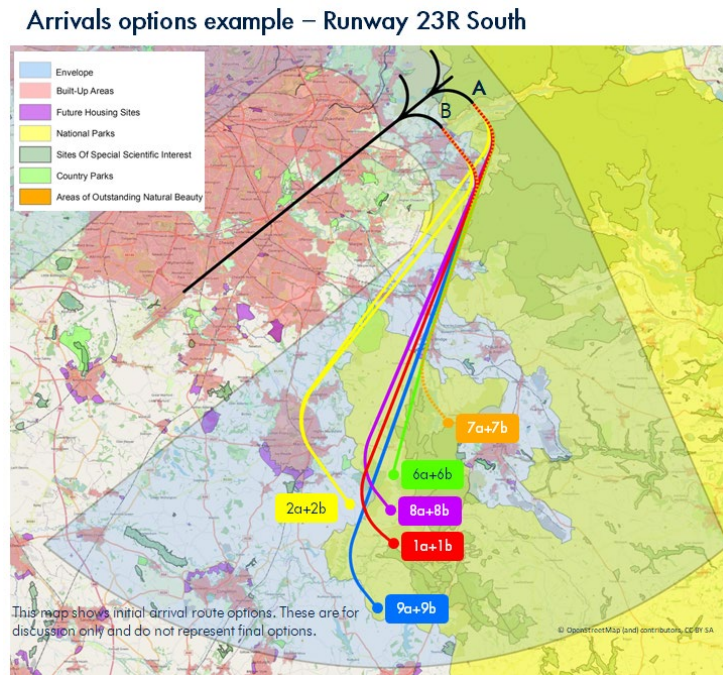 Arrivals options example – Runway 23R South
Envelope
Built-Up Areas
Future Housing Sites
National Parks
Sites Of Special Scientific Interest
Country Parks
Areas of Outstanding Natural Beauty
A
B
7a+7b
6a+6b
2a+2b
8a+8b
1a+1b
9a+9b
This map shows initial arrival route options. These are for
discussion only and do not represent final options.
© OpenStreetMap (and) contributors, CC BY SA